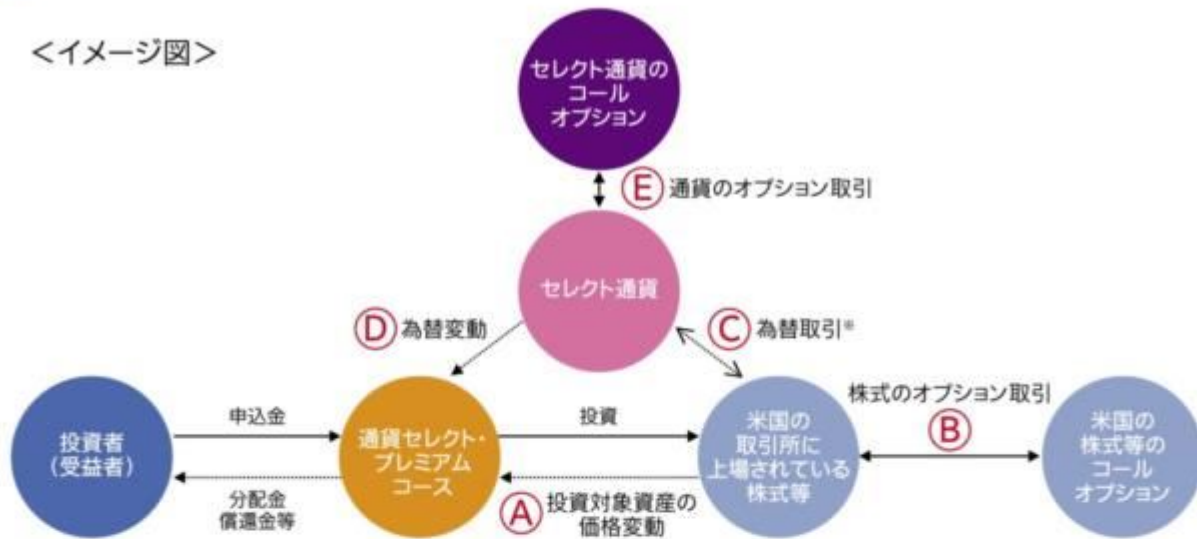 ＜イメージ図＞
セレクト通貨の
コール
オプション
Ⓔ 通貨のオプション取引
セレクト通貨
Ⓓ 為替変動
Ⓒ 為替取引※
株式のオプション取引
Ⓑ
申込金
投資
投資者
（受益者）
通貨セレクト・
プレミアム
コース
米国の
取引所に
上場されている
株式等
米国の
株式等の
コール
オプション
分配金
償還金等
Ⓐ 投資対象資産の
価格変動